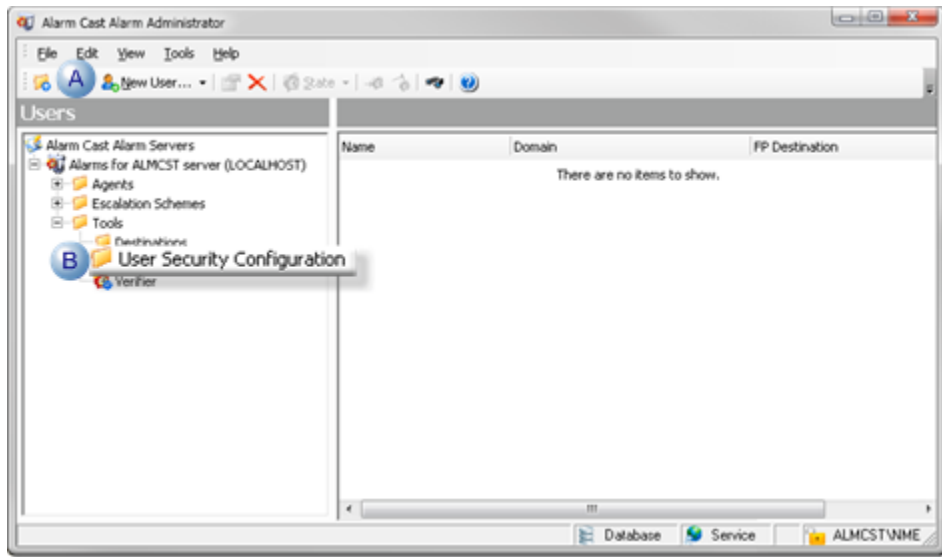 Alarm Cast Alarm Administrator
File Edit View Tools Help
A New User... State
Users
Alarm Cast Alarm Servers
Name Domain FP Destination
Alarms for ALMCST server (LOCALHOST)
There are no items to show.
Agents
Escalation Schemes
Tools
Destinations
B User Security Configuration
Verifier
Database Service ALMCST\NME